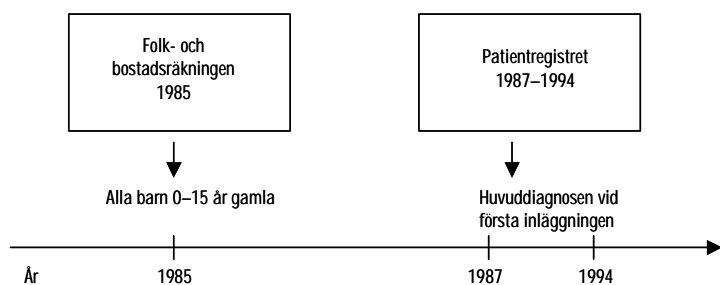 Folk- och
bostadsräkningen
1985
Patientregistret
1987–1994
Alla barn 0–15 år gamla
Huvuddiagnosen vid
första inläggningen
År
1985
1987
1994